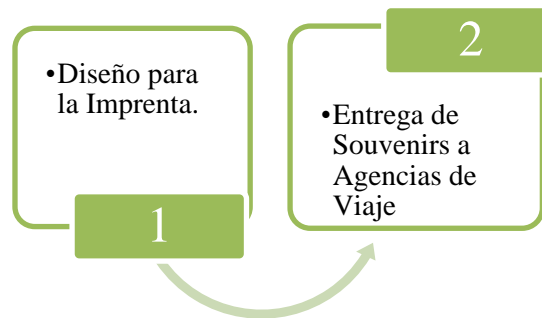 •Diseño para
la Imprenta.
1
2
•Entrega de
Souvenirs a
Agencias de
Viaje